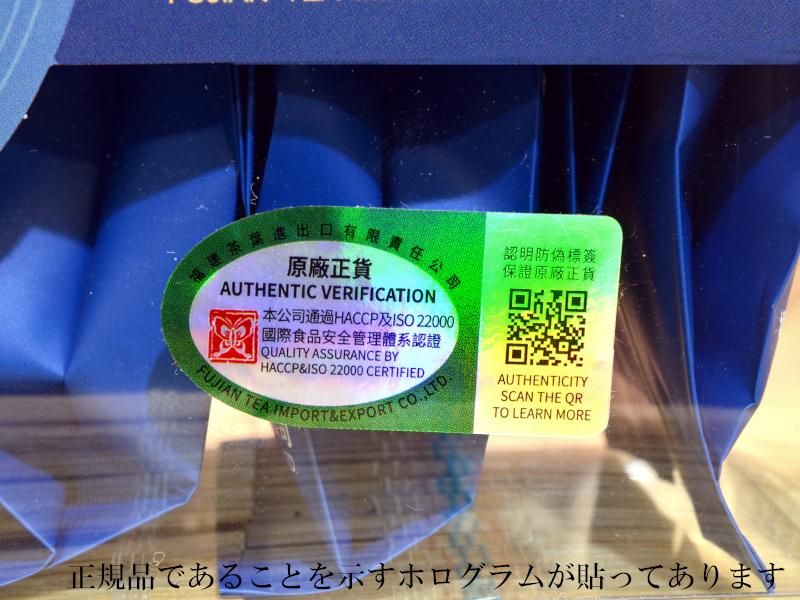 福建茶葉進出口有限責任公司
原廠正貨
AUTHENTIC VERIFICATION
本公司通過HACCP及ISO 22000
國際食品安全管理體系認證
QUALITY ASSURANCE BY
HACCP&ISO 22000 CERTIFIED
FUJIAN TEA IMPORT&EXPORT CO.,LTD.
認明防偽標簽
保證原廠正貨
AUTHENTICITY
SCAN THE QR
TO LEARN MORE
正規品であることを示すホログラムが貼ってあります